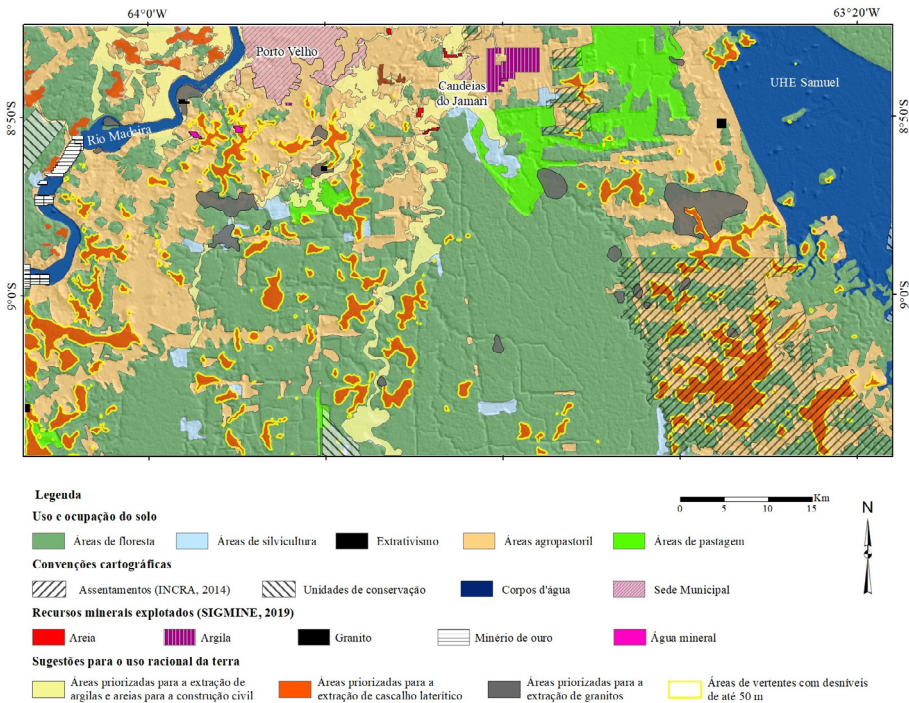 64°0'W
63°20'W
8°50'S
8°50'S
9°0'S
9°0'S
Porto Velho
Candeias
do Jamari
UHE Samuel
Rio Madeira
Legenda
Uso e ocupação do solo
Áreas de floresta
Áreas de silvicultura
Extrativismo
Áreas agropastoril
Áreas de pastagem
Km
0 5 10 15
N
Convenções cartográficas
Assentamentos (INCRA, 2014)
Unidades de conservação
Corpos d'água
Sede Municipal
Recursos minerais explotados (SIGMINE, 2019)
Areia
Argila
Granito
Minério de ouro
Água mineral
Sugestões para o uso racional da terra
Áreas priorizadas para a extração de
argilas e areias para a construção civil
Áreas priorizadas para a
extração de cascalho laterítico
Áreas priorizadas para a
extração de granitos
Áreas de vertentes com desníveis
de até 50 m